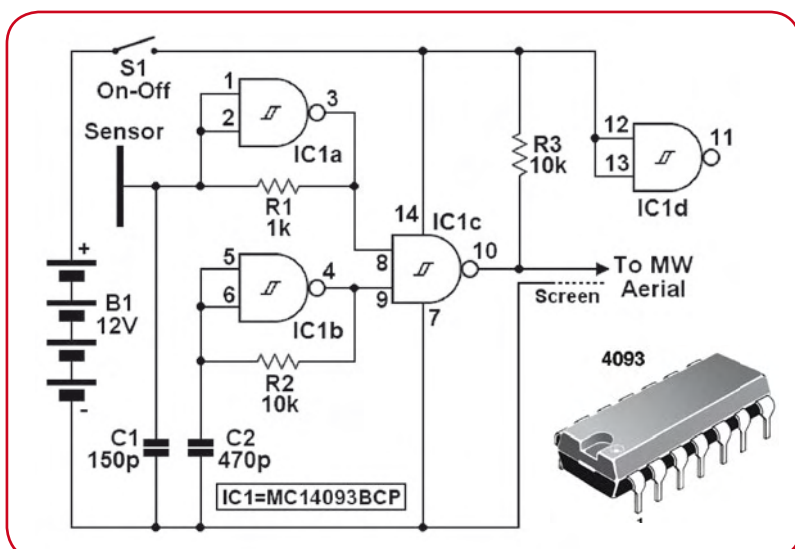 S1
On-Off
Sensor
1
2
3
IC1a
R1
1k
5
6
4
IC1b
R2
10k
14
IC1c
8
9
10
7
R3
10k
12
13
11
IC1d
To MW
Aerial
Screen
+
B1
12V
-
C1
150p
C2
470p
IC1=MC14093BCP
4093
1